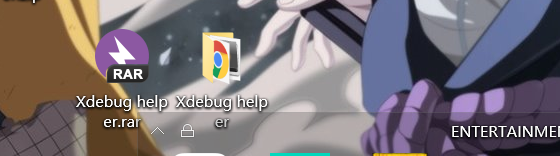 RAR
Xdebug help
er.rar
Xdebug help
er
ENTERTAINME